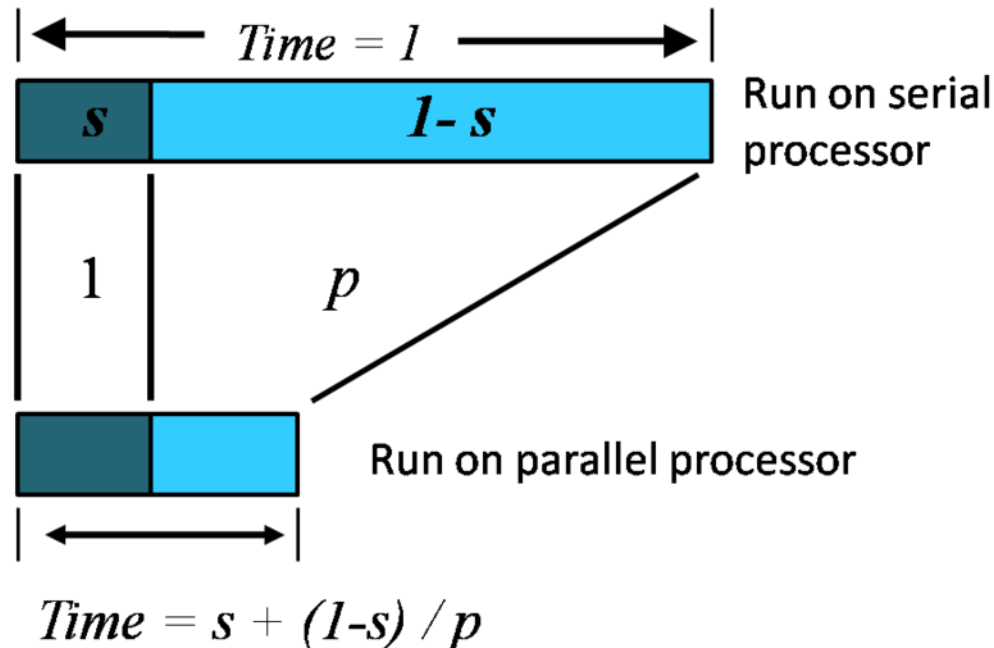 Time = 1
s
1- s
Run on serial
processor
1
p
Run on parallel processor
Time = s + (1-s) / p